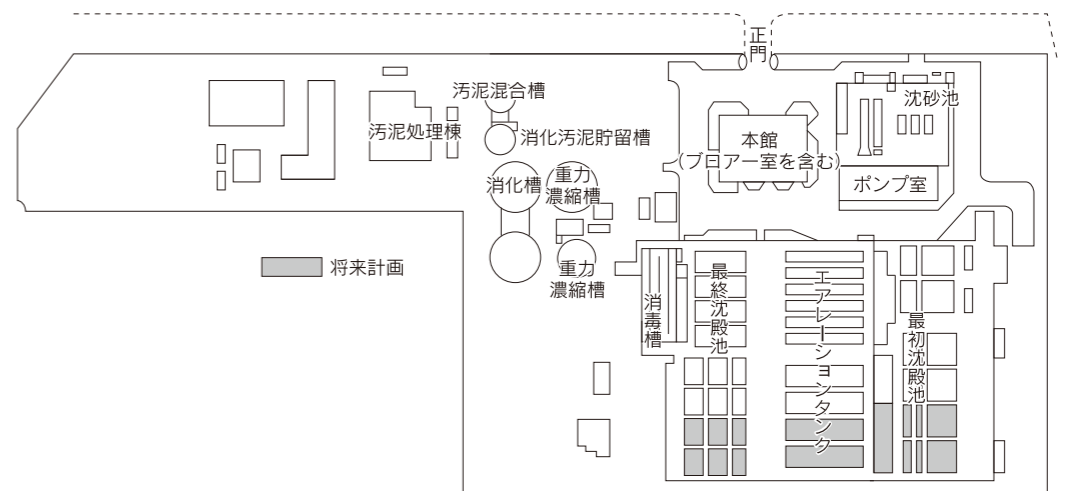 正門
汚泥混合槽
沈砂池
汚泥処理棟
消化汚泥貯留槽
本館
(ブロアー室を含む)
消化槽
重力
濃縮槽
ポンプ室
将来計画
重力
濃縮槽
消毒槽
最終沈殿池
エアレーションタンク
最初沈殿池